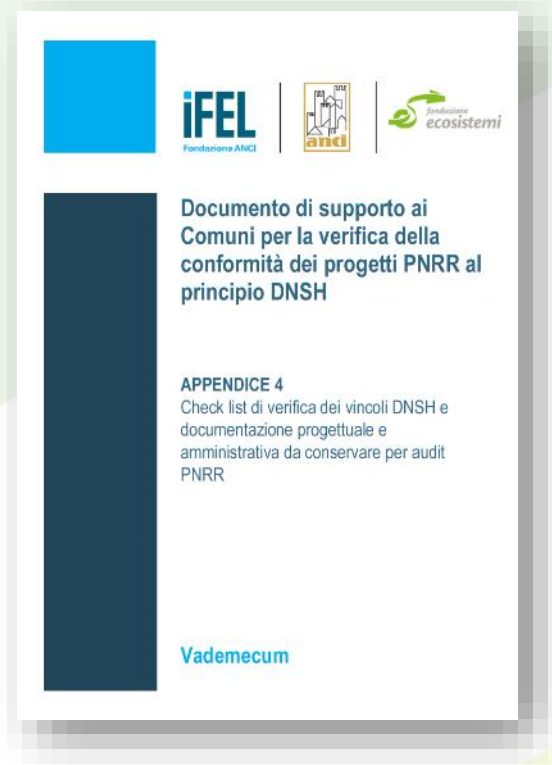 iFEL
Fondazione ANCI
anci
fondazione
ecosistemi
Documento di supporto ai
Comuni per la verifica della
conformità dei progetti PNRR al
principio DNSH
APPENDICE 4
Check list di verifica dei vincoli DNSH e
documentazione progettuale e
amministrativa da conservare per audit
PNRR
Vademecum